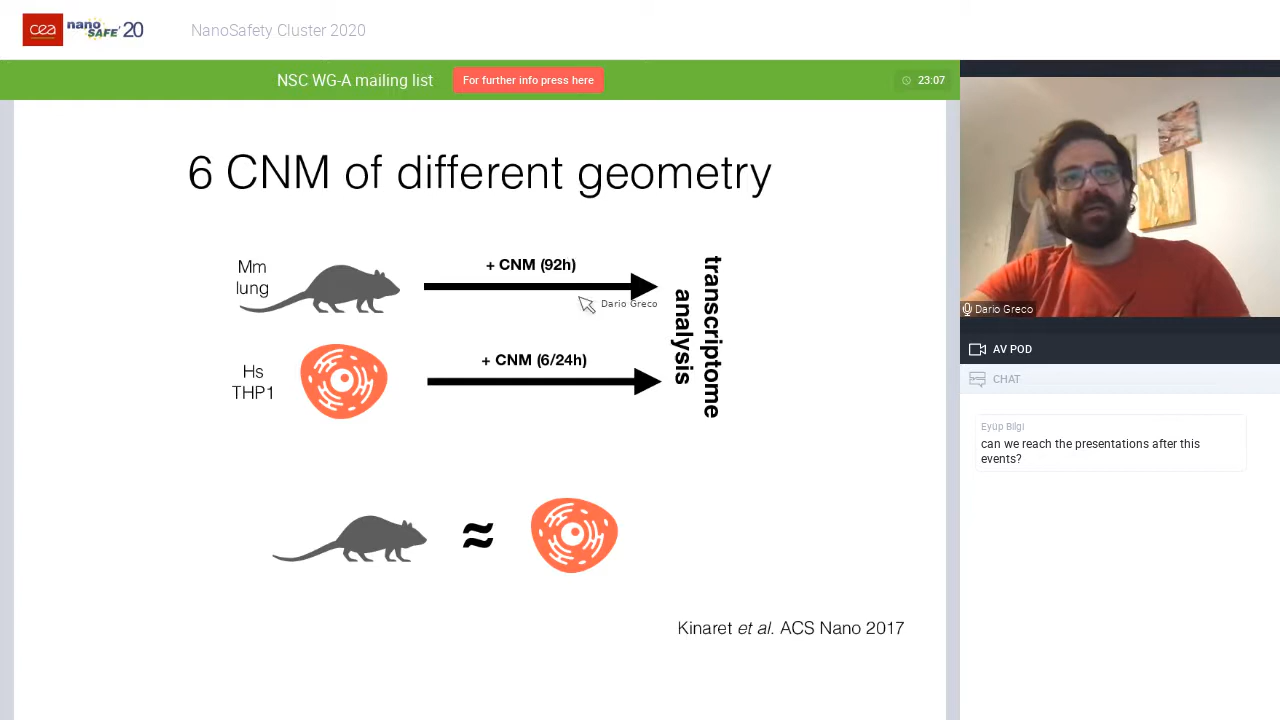 cea nano SAFE' 20
NanoSafety Cluster 2020
NSC WG-A mailing list
For further info press here
23:07
6 CNM of different geometry
Mm
lung
+ CNM (92h)
Dario Greco
Hs
THP1
+ CNM (6/24h)
transcriptome
analysis
≈
Kinaret et al. ACS Nano 2017
Dario Greco
AV POD
CHAT
Eyüp Bilgi
can we reach the presentations after this
events?